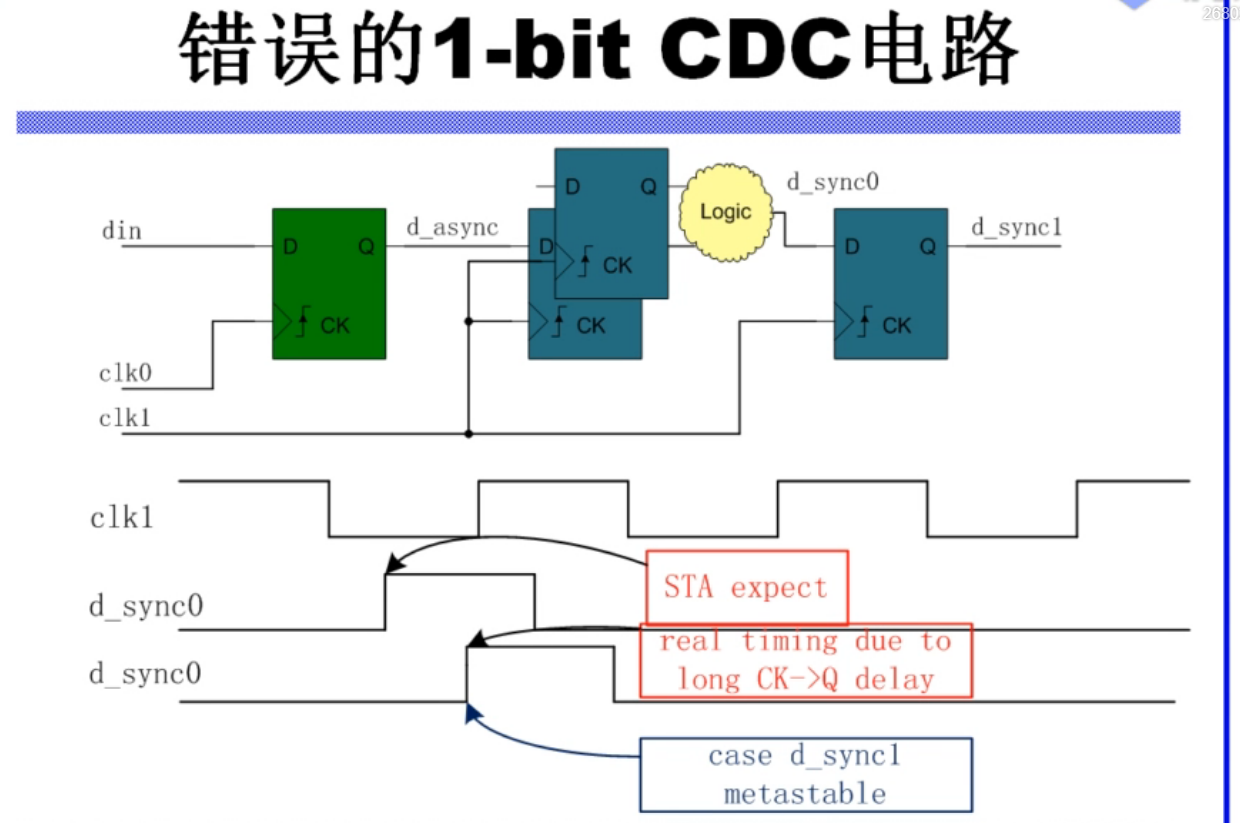 2680
错误的1-bit CDC电路
D Q
Logic
d_sync0
din
D Q
d_async
D
CK
D Q
d_sync1
CK
CK
CK
clk0
clk1
clk1
STA expect
d_sync0
real timing due to
long CK->Q delay
d_sync0
case d_sync1
metastable